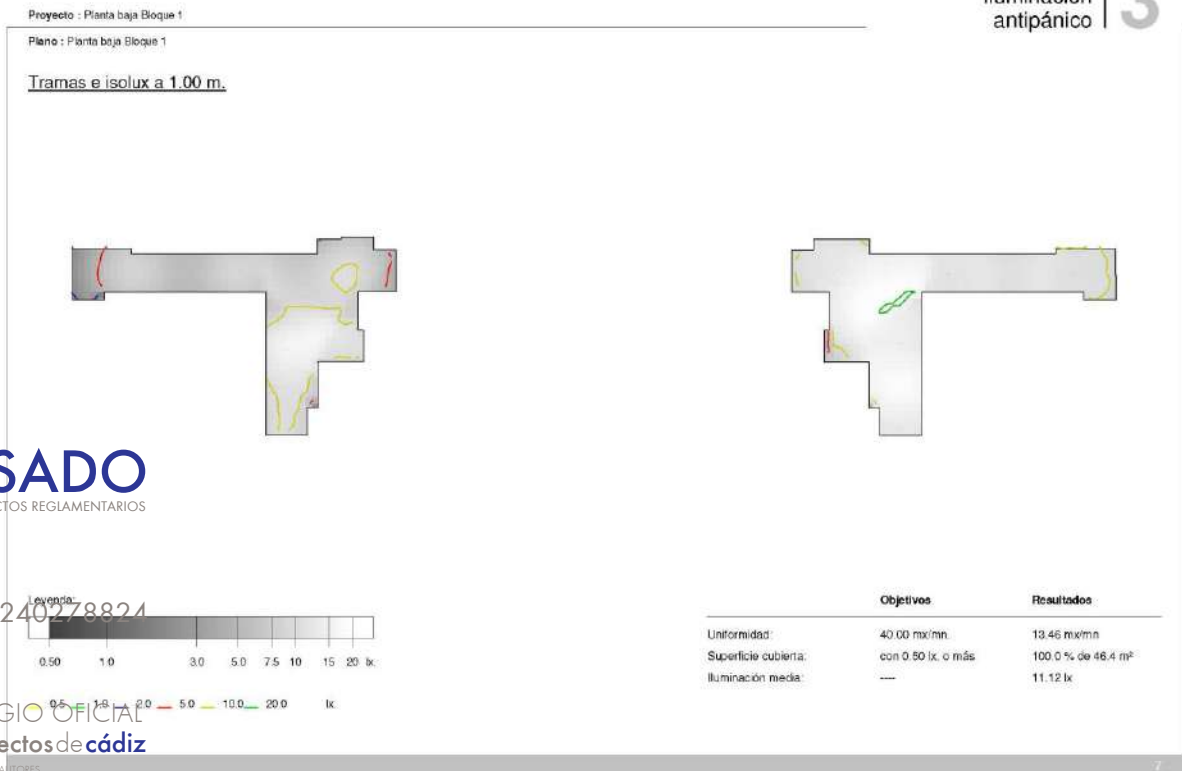 Proyecto : Planta baja Bloque 1
antipánico
3
Plano : Planta baja Bloque 1
Tramas e isolux a 1.00 m.
SADO
CTOS REGLAMENTARIOS
Leyenda:
240278824
0.50 1.0 3.0 5.0 7.5 10 15 20 lx.
0.5 1.0 2.0 5.0 10.0 20.0 lx.
GIO OFICIAL
ectosdecádiz
AUTORES
Objetivos Resultados
Uniformidad: 40.00 mx/mn. 13.46 mx/mn
Superficie cubierta: con 0.50 lx. o más 100.0 % de 46.4 m²
Iluminación media: ---- 11.12 lx
7